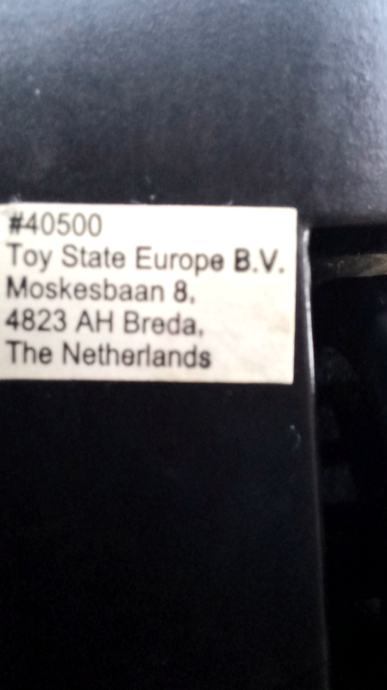 #40500
Toy State Europe B.V.
Moskesbaan 8,
4823 AH Breda,
The Netherlands